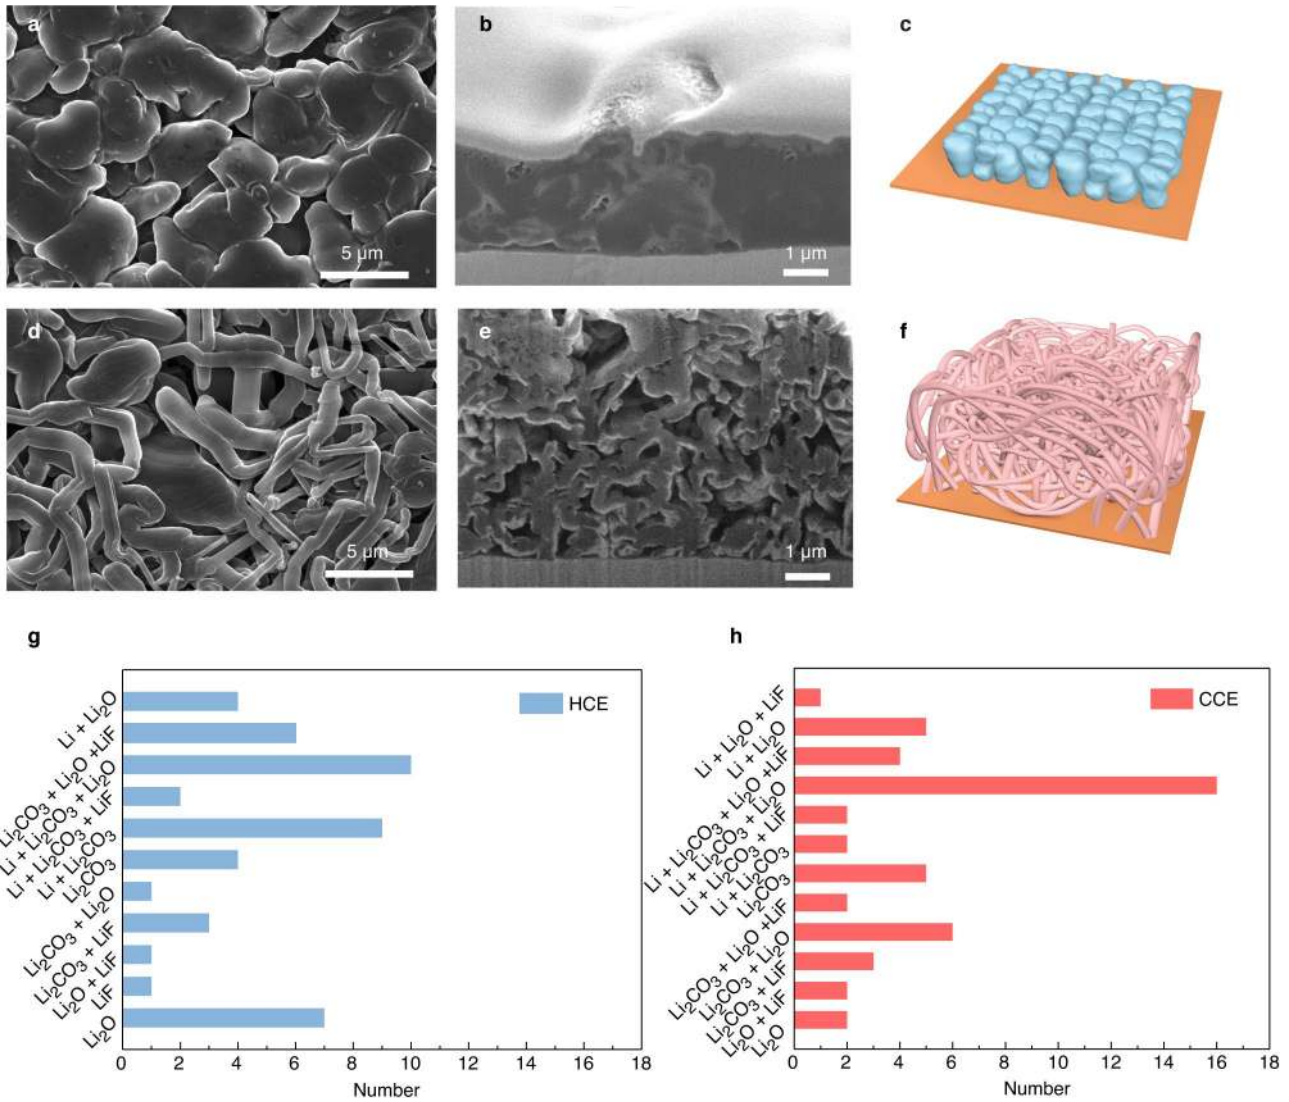 a
b
c
5 µm
1 µm
d
e
f
5 µm
1 µm
g
h
HCE
Li + Li₂O
Li₂CO₃ + Li₂O +LiF
Li + Li₂CO₃ + Li₂O
Li + Li₂CO₃ + LiF
Li + Li₂CO₃
Li₂CO₃
Li₂CO₃ + Li₂O
Li₂CO₃ + LiF
Li₂O + LiF
LiF
Li₂O
0 2 4 6 8 10 12 14 16 18
Number
CCE
Li + Li₂O + LiF
Li + Li₂O
Li + Li₂CO₃ + Li₂O +LiF
Li + Li₂CO₃ + Li₂O
Li + Li₂CO₃ + LiF
Li + Li₂CO₃
Li₂CO₃
Li₂CO₃ + Li₂O +LiF
Li₂CO₃ + Li₂O
Li₂CO₃ + LiF
Li₂O + LiF
Li₂O
0 2 4 6 8 10 12 14 16 18
Number